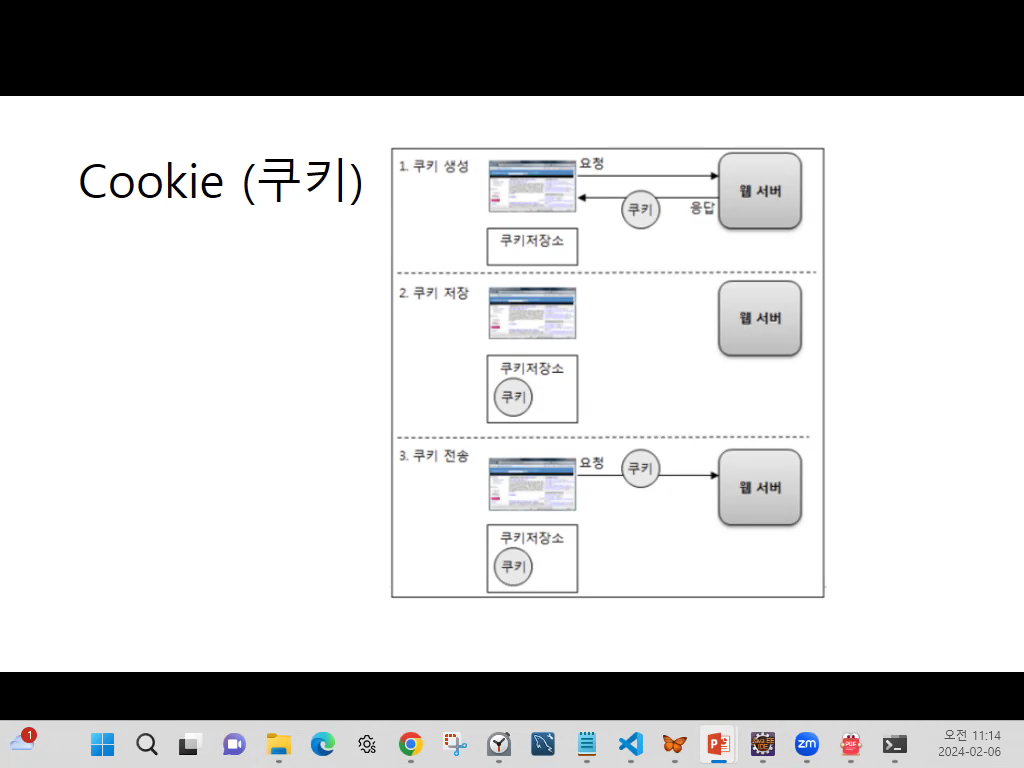 Cookie (쿠키)
1. 쿠키 생성
요청
웹 서버
쿠키
응답
쿠키저장소
2. 쿠키 저장
웹 서버
쿠키저장소
쿠키
3. 쿠키 전송
요청
쿠키
웹 서버
쿠키저장소
쿠키
1
zm
오전 11:14
2024-02-06